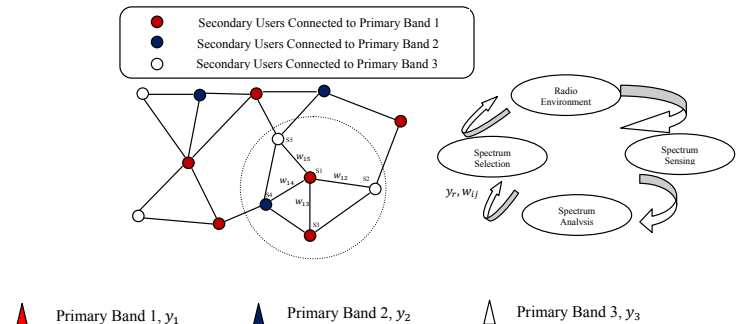 Secondary Users Connected to Primary Band 1
Secondary Users Connected to Primary Band 2
Secondary Users Connected to Primary Band 3
Radio
Environment
Spectrum
Sensing
Spectrum
Analysis
Spectrum
Selection
yᵣ, wᵢⱼ
S5
w₁₅
S1
w₁₂
S2
w₁₄
S4
w₁₃
S3
Primary Band 1, y₁
Primary Band 2, y₂
Primary Band 3, y₃